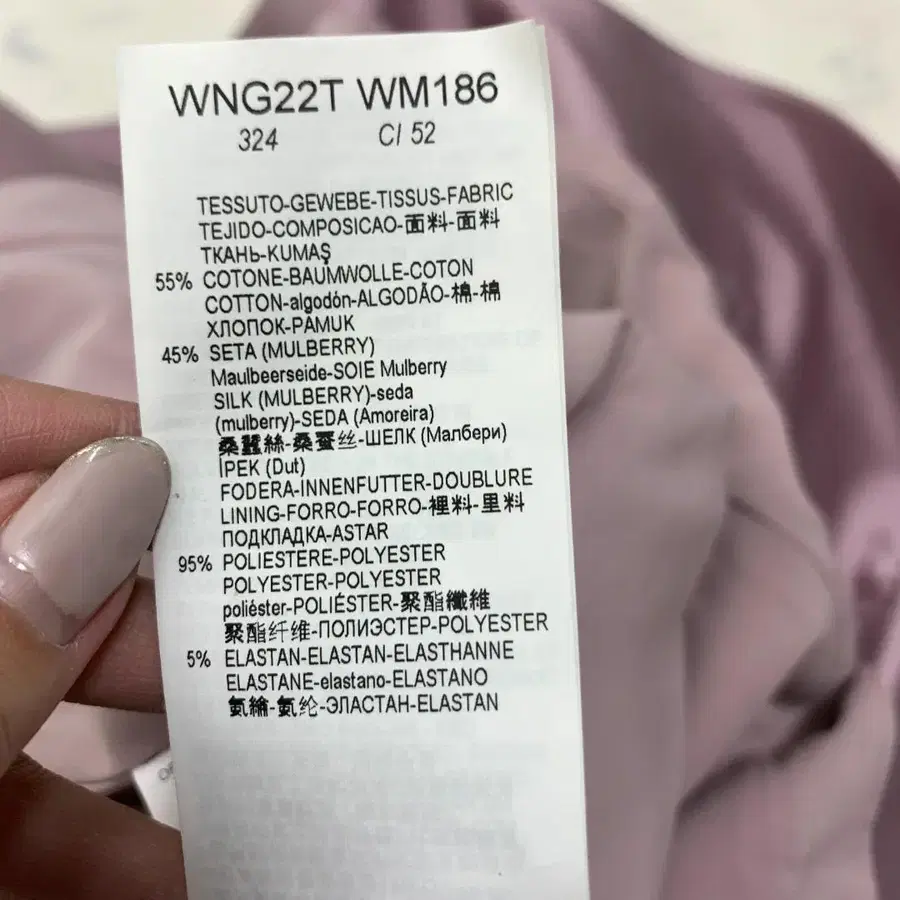 WNG22T WM186
324 C/ 52
TESSUTO-GEWEBE-TISSUS-FABRIC
TEJIDO-COMPOSICAO-面料-面料
ТКАНЬ-KUMAŞ
55% COTONE-BAUMWOLLE-COTON
COTTON-algodón-ALGODÃO-棉-棉
ХЛОПОК-PAMUK
45% SETA (MULBERRY)
Maulbeerseide-SOIE Mulberry
SILK (MULBERRY)-seda
(mulberry)-SEDA (Amoreira)
桑蠶絲-桑蚕丝-ШЕЛК (Малбери)
İPEK (Dut)
FODERA-INNENFUTTER-DOUBLURE
LINING-FORRO-FORRO-裡料-里料
ПОДКЛАДКА-ASTAR
95% POLIESTERE-POLYESTER
POLYESTER-POLYESTER
poliéster-POLIÉSTER-聚酯纖維
聚酯纤维-ПОЛИЭСТЕР-POLYESTER
5% ELASTAN-ELASTAN-ELASTHANNE
ELASTANE-elastano-ELASTANO
氨綸-氨纶-ЭЛАСТАН-ELASTAN